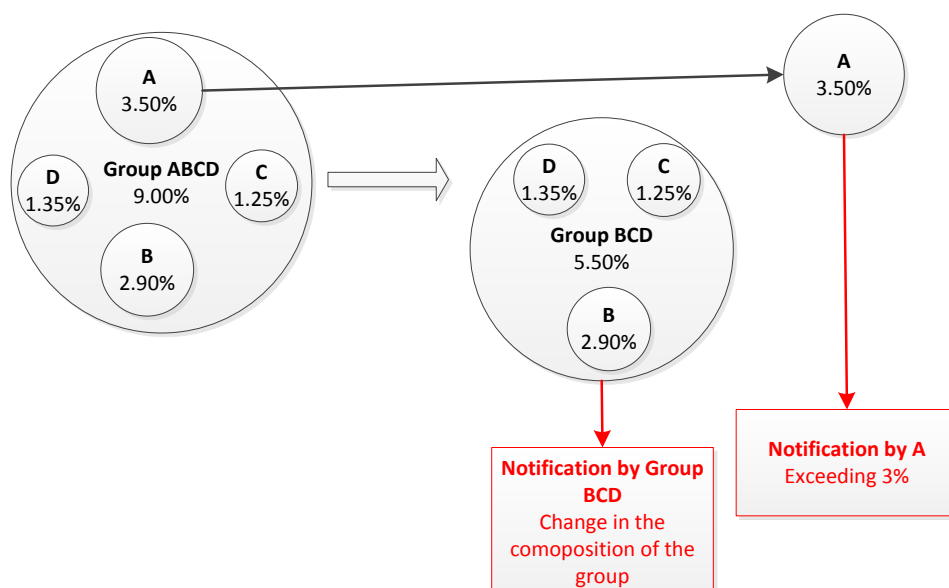 A
3.50%
D
1.35%
Group ABCD
9.00%
C
1.25%
B
2.90%
D
1.35%
C
1.25%
Group BCD
5.50%
B
2.90%
A
3.50%
Notification by Group
BCD
Change in the
comoposition of the
group
Notification by A
Exceeding 3%